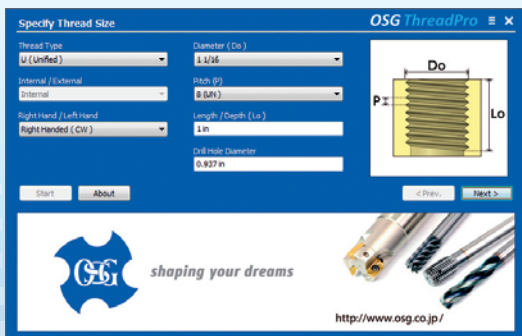 Specify Thread Size
OSG ThreadPro
Thread Type
U ( Unified )
Diameter ( Do )
1 1/16
Internal / External
Internal
Pitch (P)
8 (UN )
Right Hand / Left Hand
Right Handed ( CW )
Length / Depth ( Lo )
1 in
Drill Hole Diameter
0.937 in
Do
P
Lo
Start
About
< Prev.
Next >
OSG
shaping your dreams
http://www.osg.co.jp/